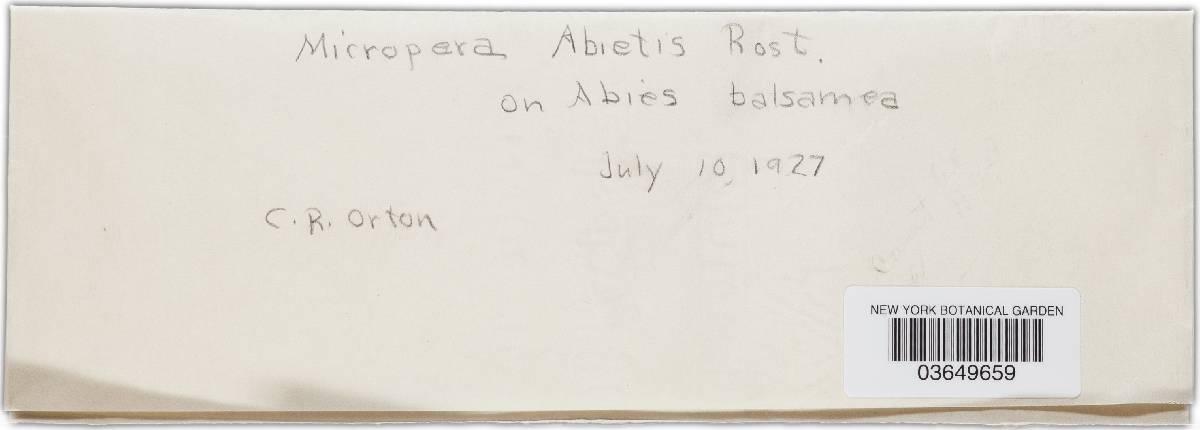 Micropera Abietis Rost.
on Abies balsamea
July 10, 1927
C. R. Orton
NEW YORK BOTANICAL GARDEN
03649659